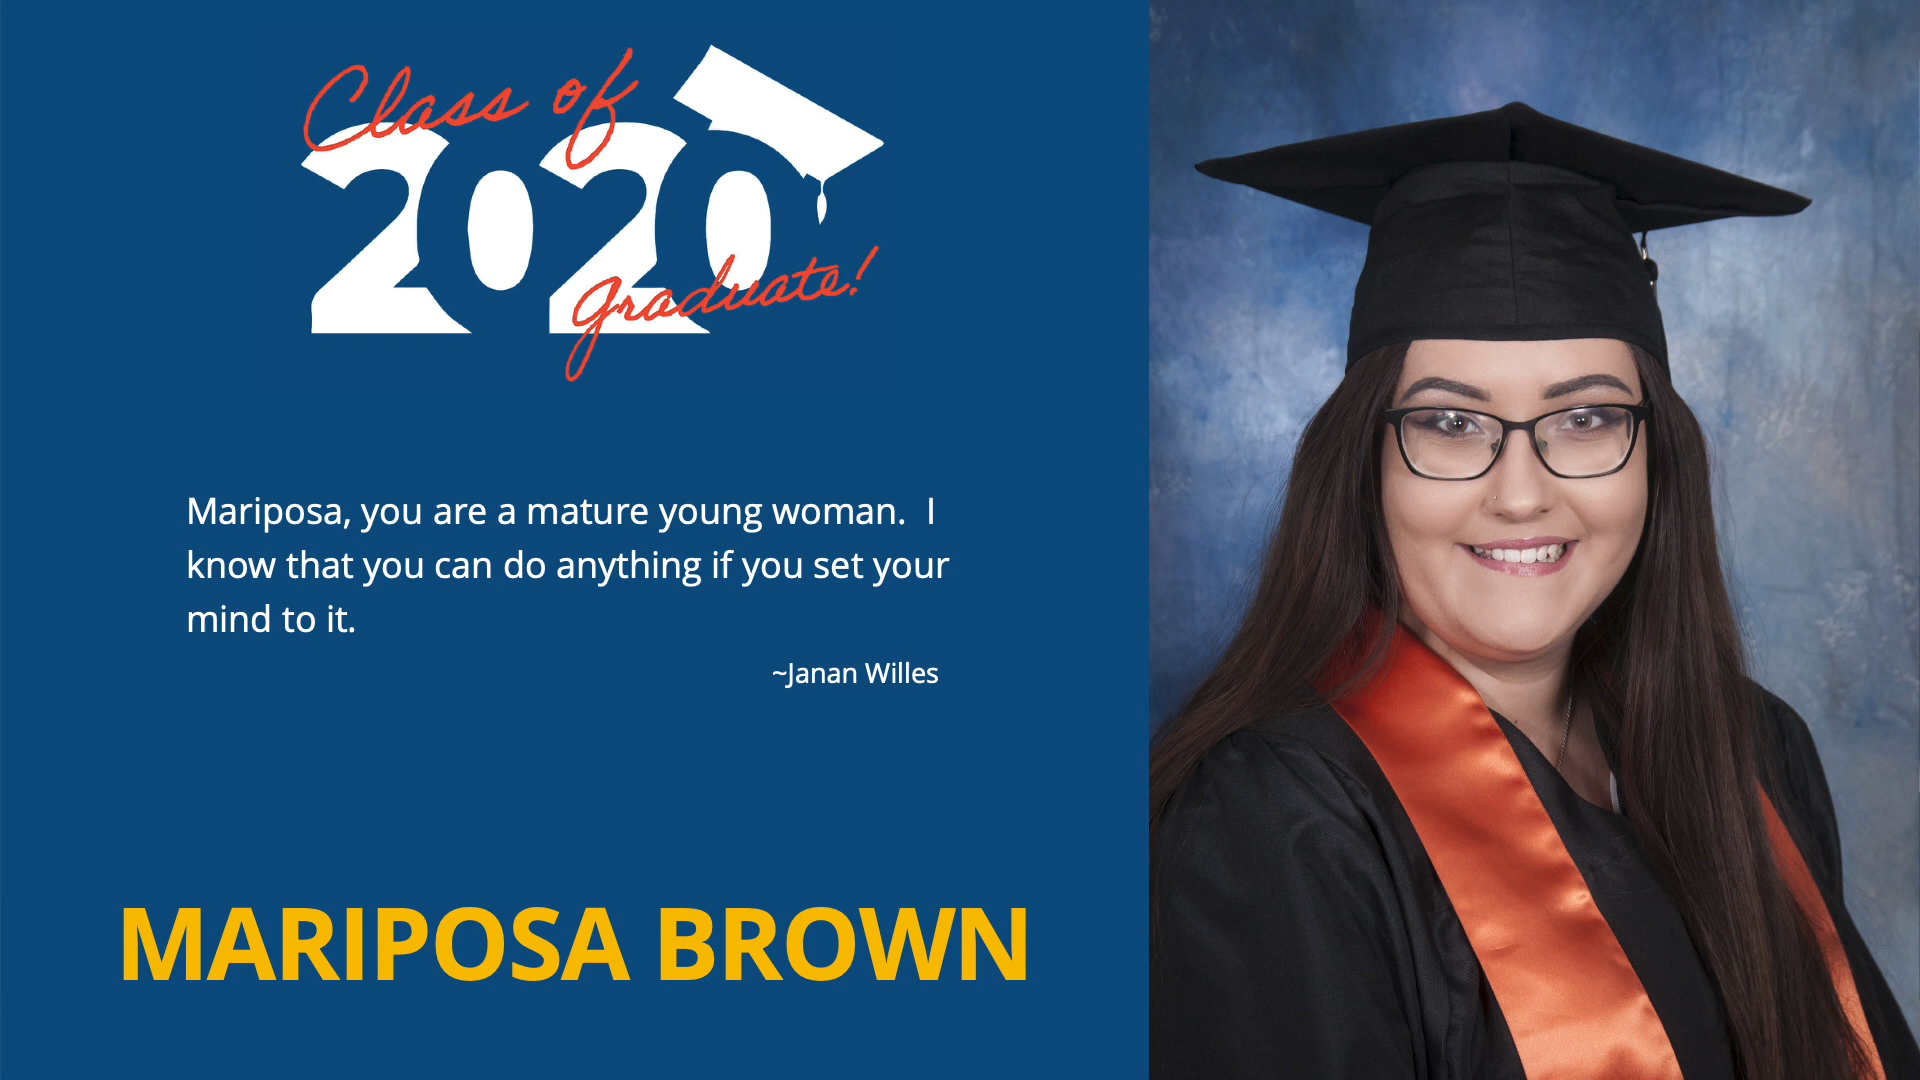 Class of
2020
graduate!
Mariposa, you are a mature young woman.  I
know that you can do anything if you set your
mind to it.
~Janan Willes
MARIPOSA BROWN